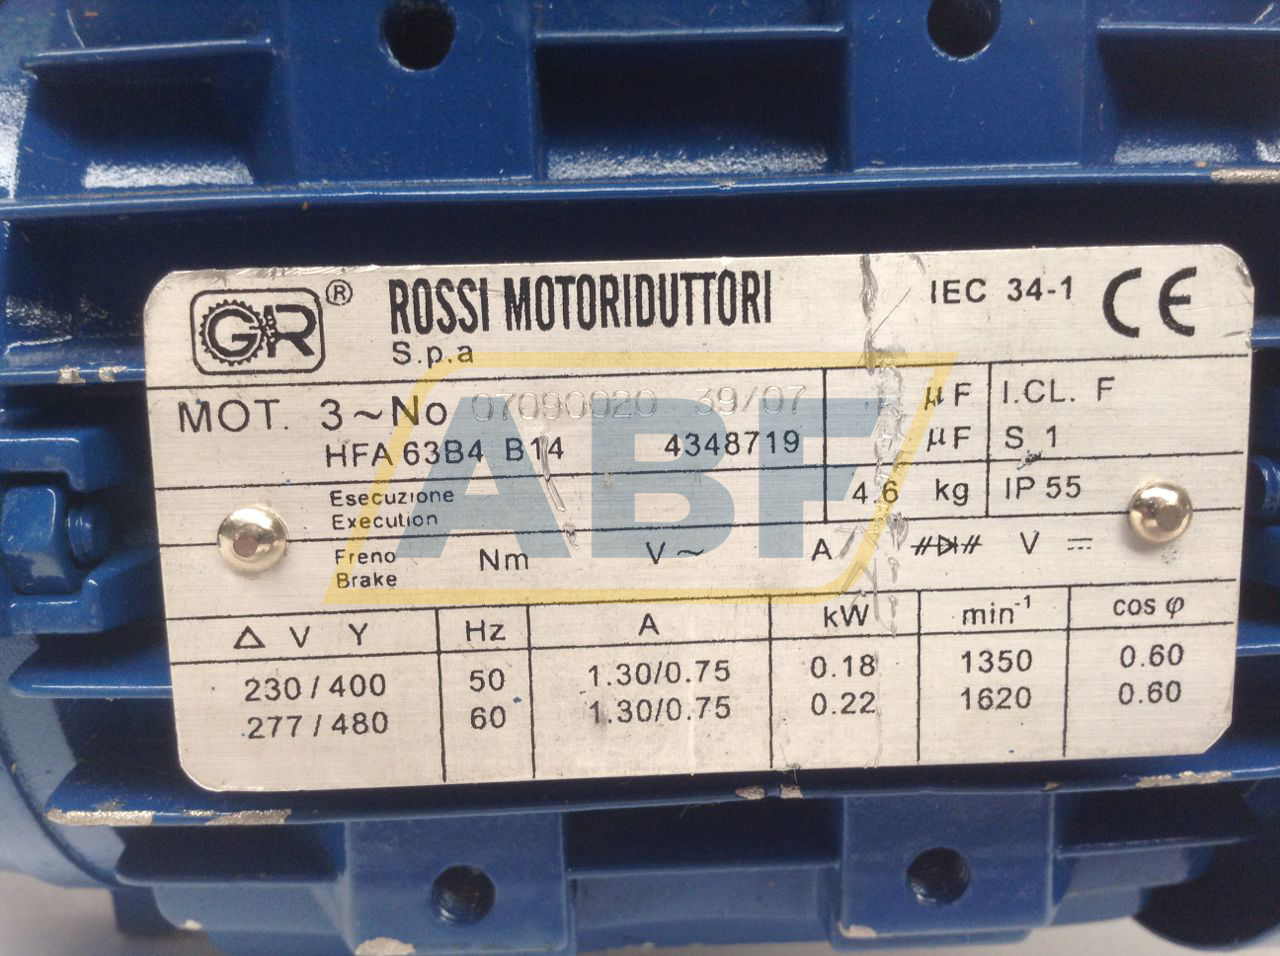 GR ® ROSSI MOTORIDUTTORI IEC 34-1 CE
S.p.a
MOT. 3~No 07090020 39/07 µF I.CL. F
HFA 63B4 B14 4348719 µF S 1
Esecuzione 4.6 kg IP 55
Execution
Freno Nm V~ A V
Brake
Δ V Y Hz A kW min⁻¹ cos φ
230 / 400 50 1.30/0.75 0.18 1350 0.60
277 / 480 60 1.30/0.75 0.22 1620 0.60
ABF